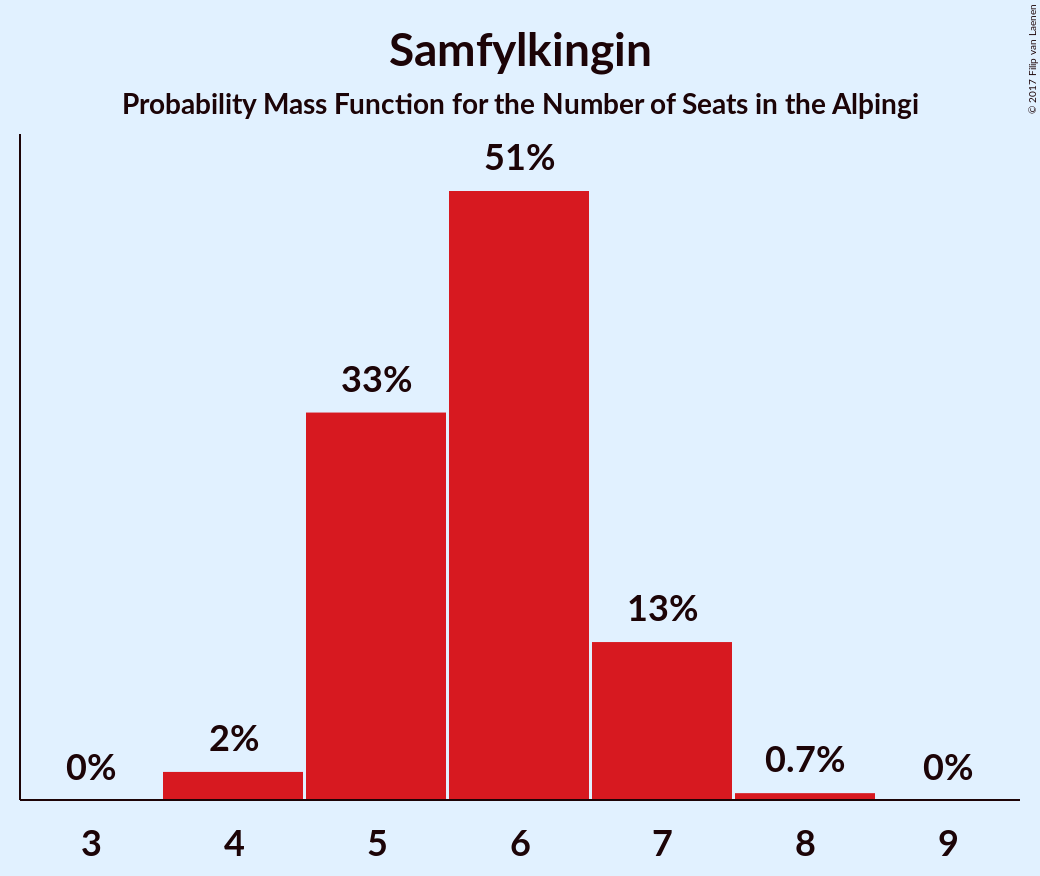 Samfylkingin
Probability Mass Function for the Number of Seats in the Alþingi
© 2017 Filip van Laenen
51%
33%
13%
2%
0.7%
0%
0%
3 4 5 6 7 8 9